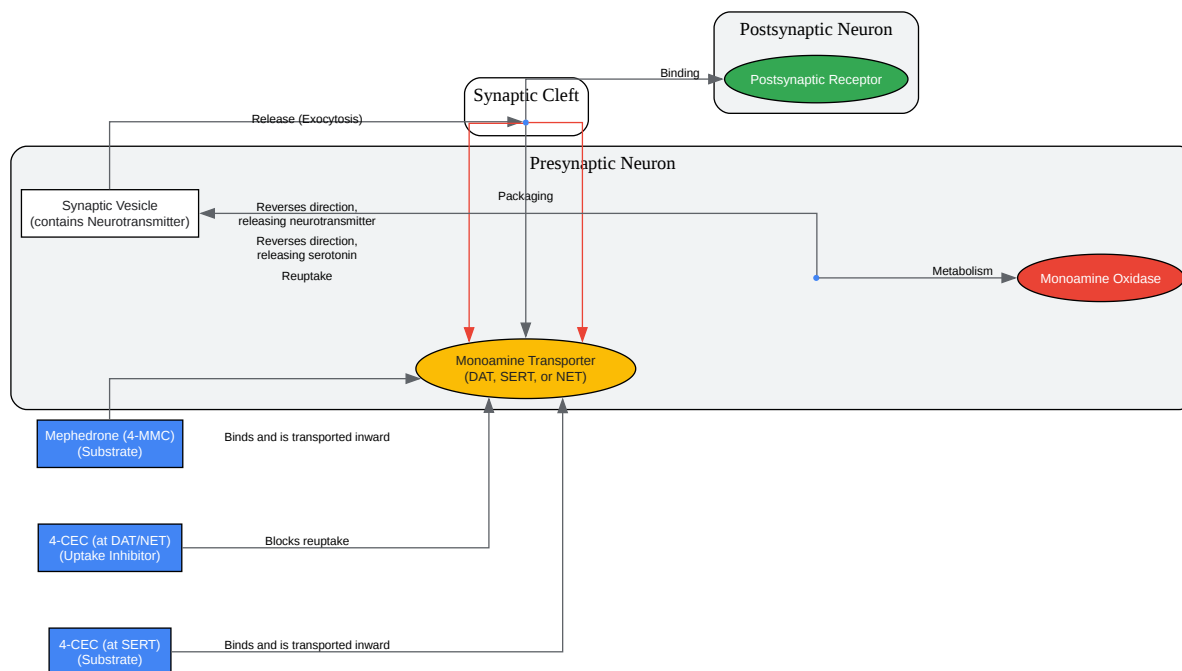 Postsynaptic Neuron
Postsynaptic Receptor
Binding
Synaptic Cleft
Release (Exocytosis)
Presynaptic Neuron
Synaptic Vesicle
(contains Neurotransmitter)
Packaging
Reverses direction,
releasing neurotransmitter
Reverses direction,
releasing serotonin
Reuptake
Metabolism
Monoamine Oxidase
Monoamine Transporter
(DAT, SERT, or NET)
Mephedrone (4-MMC)
(Substrate)
Binds and is transported inward
4-CEC (at DAT/NET)
(Uptake Inhibitor)
Blocks reuptake
4-CEC (at SERT)
(Substrate)
Binds and is transported inward